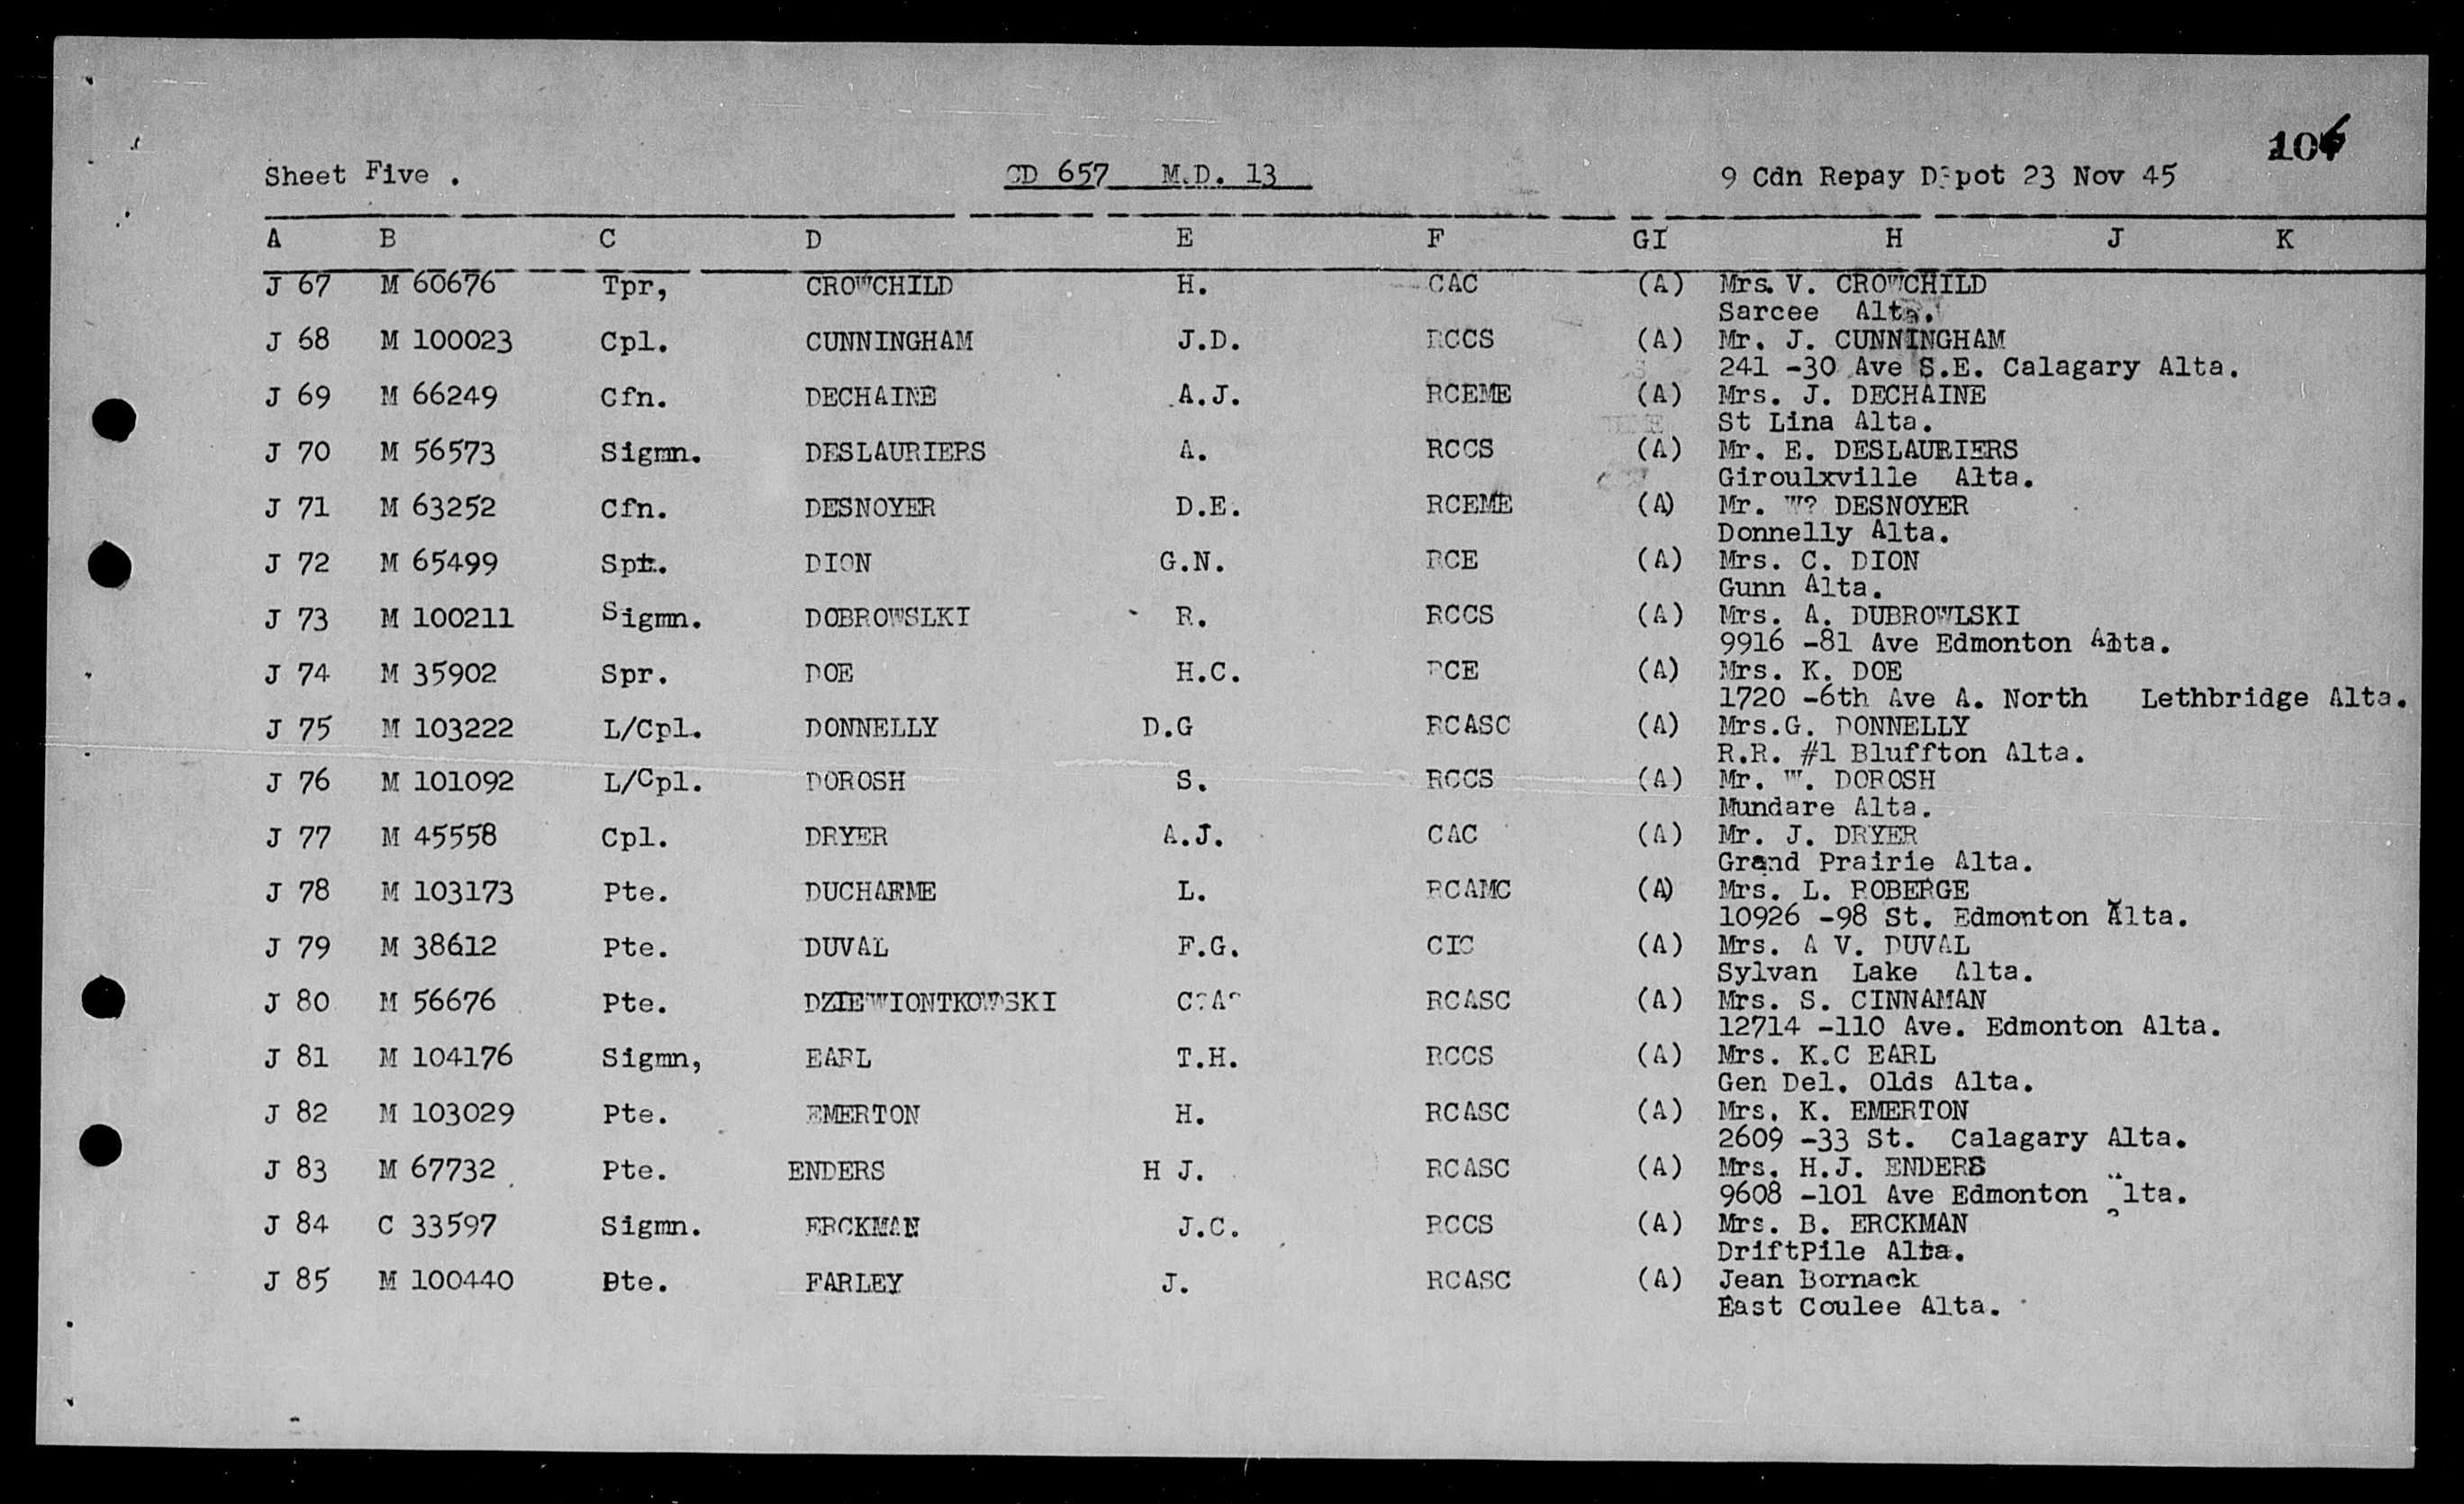 106
Sheet Five . CD 657 M.D. 13 9 Cdn Repay Depot 23 Nov 45
A B C D E F GI H J K
J 67 M 60676 Tpr, CROWCHILD H. CAC (A) Mrs. V. CROWCHILD
Sarcee Alta.
J 68 M 100023 Cpl. CUNNINGHAM J.D. RCCS (A) Mr. J. CUNNINGHAM
241 -30 Ave S.E. Calagary Alta.
J 69 M 66249 Cfn. DECHAINE A.J. RCEME (A) Mrs. J. DECHAINE
St Lina Alta.
J 70 M 56573 Sigmn. DESLAURIERS A. RCCS (A) Mr. E. DESLAURIERS
Giroulxville Alta.
J 71 M 63252 Cfn. DESNOYER D.E. RCEME (A) Mr. W? DESNOYER
Donnelly Alta.
J 72 M 65499 Spr. DION G.N. RCE (A) Mrs. C. DION
Gunn Alta.
J 73 M 100211 Sigmn. DOBROWSLKI R. RCCS (A) Mrs. A. DUBROWLSKI
9916 -81 Ave Edmonton Alta.
J 74 M 35902 Spr. DOE H.C. RCE (A) Mrs. K. DOE
1720 -6th Ave A. North Lethbridge Alta.
J 75 M 103222 L/Cpl. DONNELLY D.G RCASC (A) Mrs.G. DONNELLY
R.R. #1 Bluffton Alta.
J 76 M 101092 L/Cpl. DOROSH S. RCCS (A) Mr. W. DOROSH
Mundare Alta.
J 77 M 45558 Cpl. DRYER A.J. CAC (A) Mr. J. DRYER
Grand Prairie Alta.
J 78 M 103173 Pte. DUCHARME L. RCAMC (A) Mrs. L. ROBERGE
10926 -98 St. Edmonton Alta.
J 79 M 38612 Pte. DUVAL F.G. CIC (A) Mrs. A V. DUVAL
Sylvan Lake Alta.
J 80 M 56676 Pte. DZIEWIONTKOWSKI C?A? RCASC (A) Mrs. S. CINNAMAN
12714 -110 Ave. Edmonton Alta.
J 81 M 104176 Sigmn, EARL T.H. RCCS (A) Mrs. K.C EARL
Gen Del. Olds Alta.
J 82 M 103029 Pte. EMERTON H. RCASC (A) Mrs. K. EMERTON
2609 -33 St. Calagary Alta.
J 83 M 67732 Pte. ENDERS H J. RCASC (A) Mrs. H.J. ENDERS
9608 -101 Ave Edmonton Alta.
J 84 C 33597 Sigmn. ERCKMAN J.C. RCCS (A) Mrs. B. ERCKMAN
DriftPile Alta.
J 85 M 100440 Pte. FARLEY J. RCASC (A) Jean Bornack
East Coulee Alta.